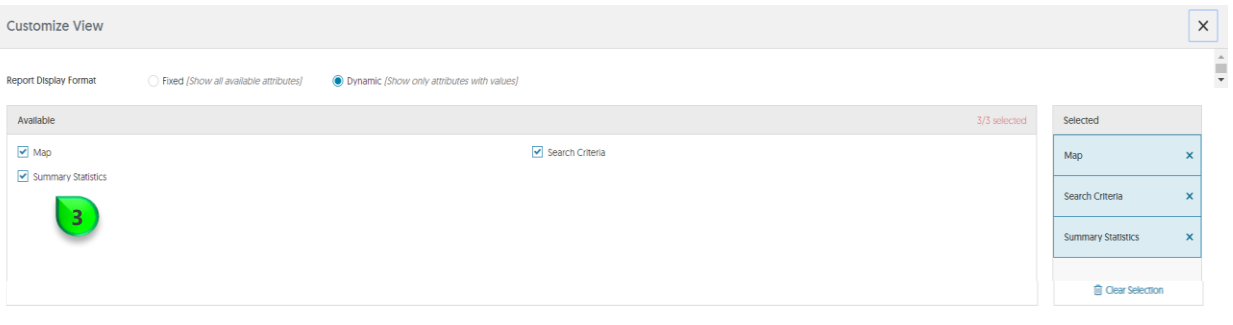 Customize View
Report Display Format Fixed [Show all available attributes] Dynamic [Show only attributes with values]
Available 3/3 selected Selected
Map Search Criteria Map
Summary Statistics
3 Search Criteria
Summary Statistics
Clear Selection